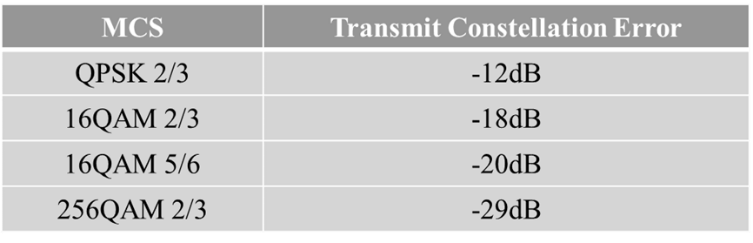 MCS Transmit Constellation Error
QPSK 2/3 -12dB
16QAM 2/3 -18dB
16QAM 5/6 -20dB
256QAM 2/3 -29dB